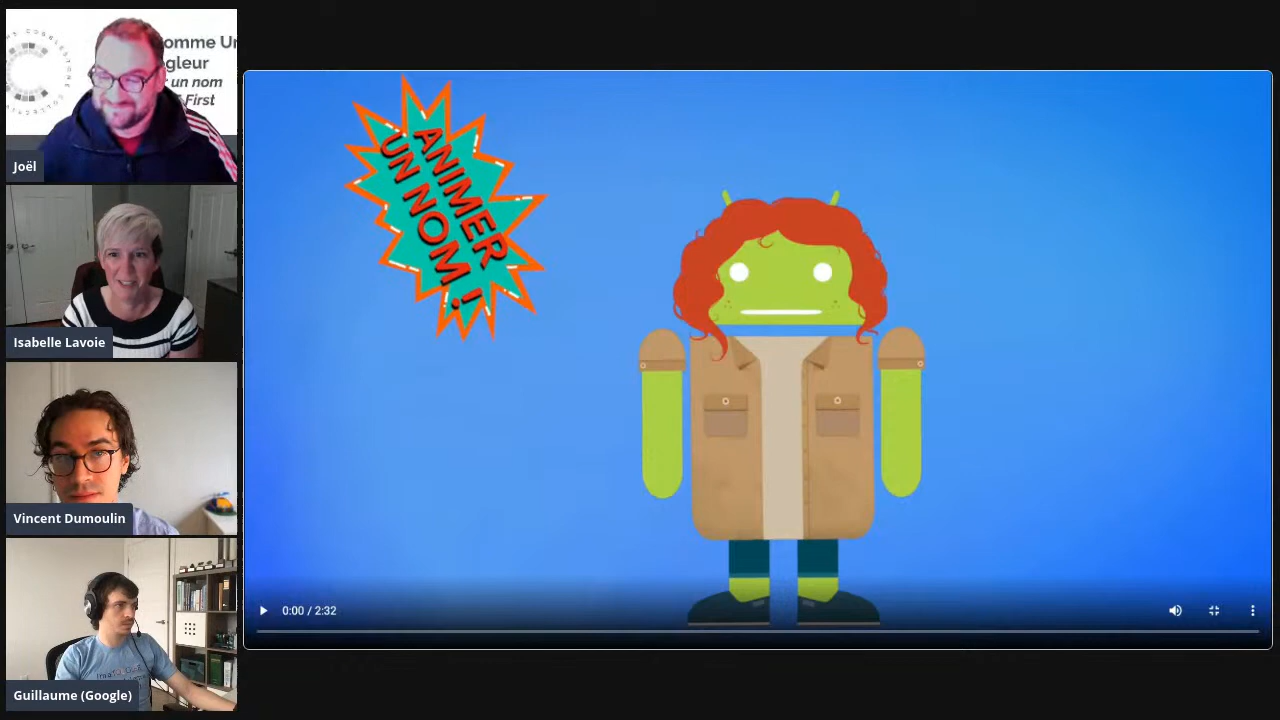 omme Un
gleur
un nom
First
Joël
Isabelle Lavoie
Vincent Dumoulin
Guillaume (Google)
ANIMER
UN NOM !
0:00 / 2:32